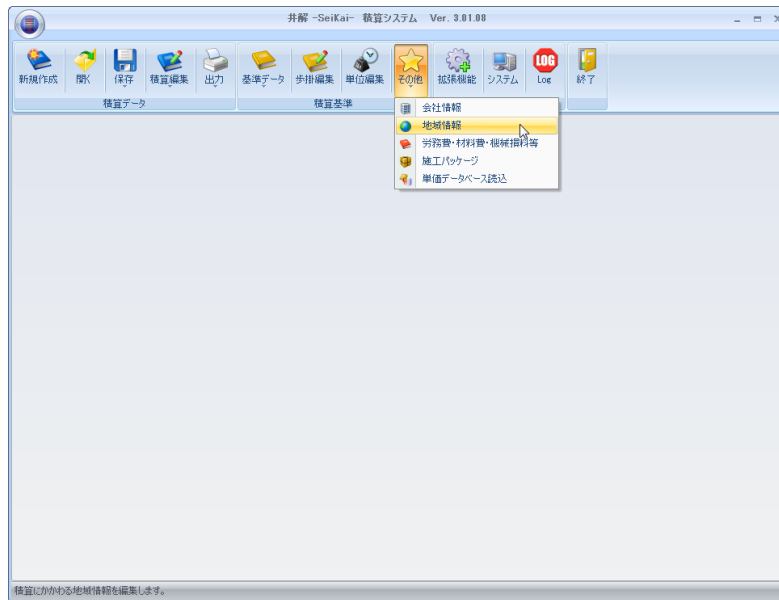 井解 -SeiKai- 積算システム Ver. 3.01.08
新規作成 開く 保存 積算編集 出力 基準データ 歩掛編集 単位編集 その他 拡張機能 システム LOG Log 終了
積算データ 積算基準
会社情報
地域情報
労務費・材料費・機械損料等
施工パッケージ
単価データベース読込
積算にかかわる地域情報を編集します。